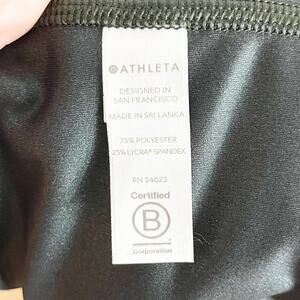 ATHLETA
DESIGNED IN
SAN FRANCISCO
MADE IN SRI LANKA
75% POLYESTER
25% LYCRA® SPANDEX
RN 54023
Certified
B
Corporation